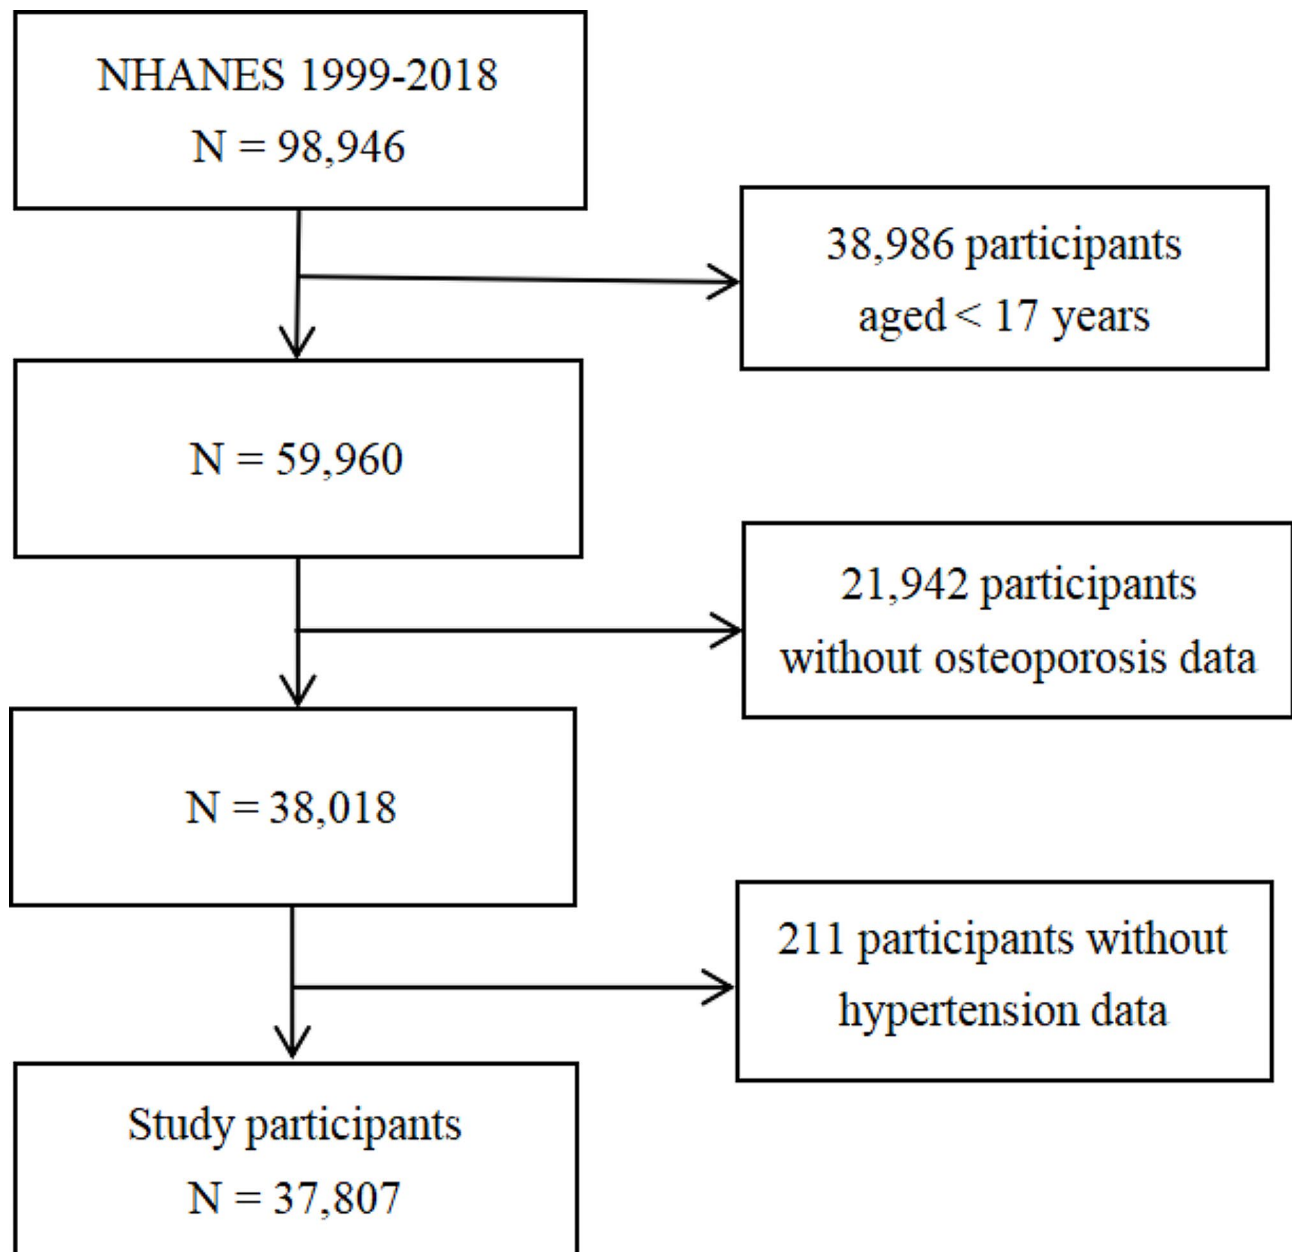 NHANES 1999-2018
N = 98,946
38,986 participants
aged < 17 years
N = 59,960
21,942 participants
without osteoporosis data
N = 38,018
211 participants without
hypertension data
Study participants
N = 37,807